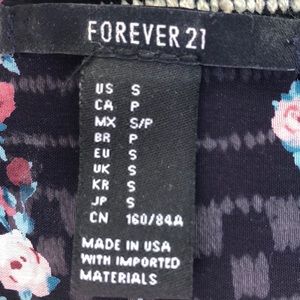 FOREVER 21
US S
CA P
MX S/P
BR P
EU S
UK S
KR S
JP S
CN 160/84A
MADE IN USA
WITH IMPORTED
MATERIALS